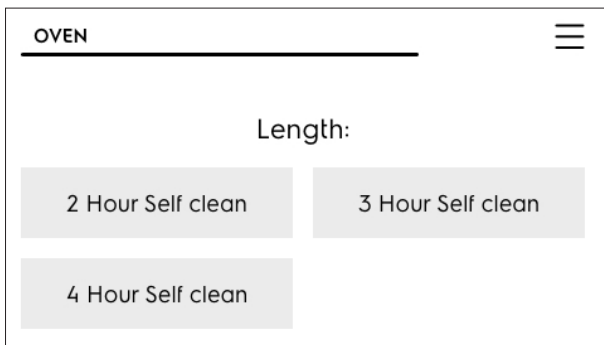 OVEN
Length:
2 Hour Self clean
3 Hour Self clean
4 Hour Self clean